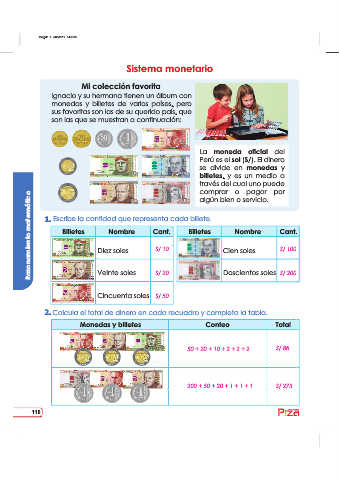 Sistema monetario
Mi colección favorita
Ignacio y su hermana tienen un álbum con
monedas y billetes de varios países, pero
sus favoritas son las de su querido país, que
son las que se muestran a continuación:
La moneda oficial del
Perú es el sol (S/). El dinero
se divide en monedas y
billetes, y es un medio a
través del cual uno puede
comprar o pagar por
algún bien o servicio.
Razonamiento matemático
1. Escribe la cantidad que representa cada billete.
Billetes Nombre Cant. Billetes Nombre Cant.
Diez soles S/ 10 Cien soles S/ 100
Veinte soles S/ 20 Doscientos soles S/ 200
Cincuenta soles S/ 50
2. Calcula el total de dinero en cada recuadro y completa la tabla.
Monedas y billetes Conteo Total
50 + 20 + 10 + 2 + 2 + 2 S/ 86
200 + 50 + 20 + 1 + 1 + 1 S/ 273
110